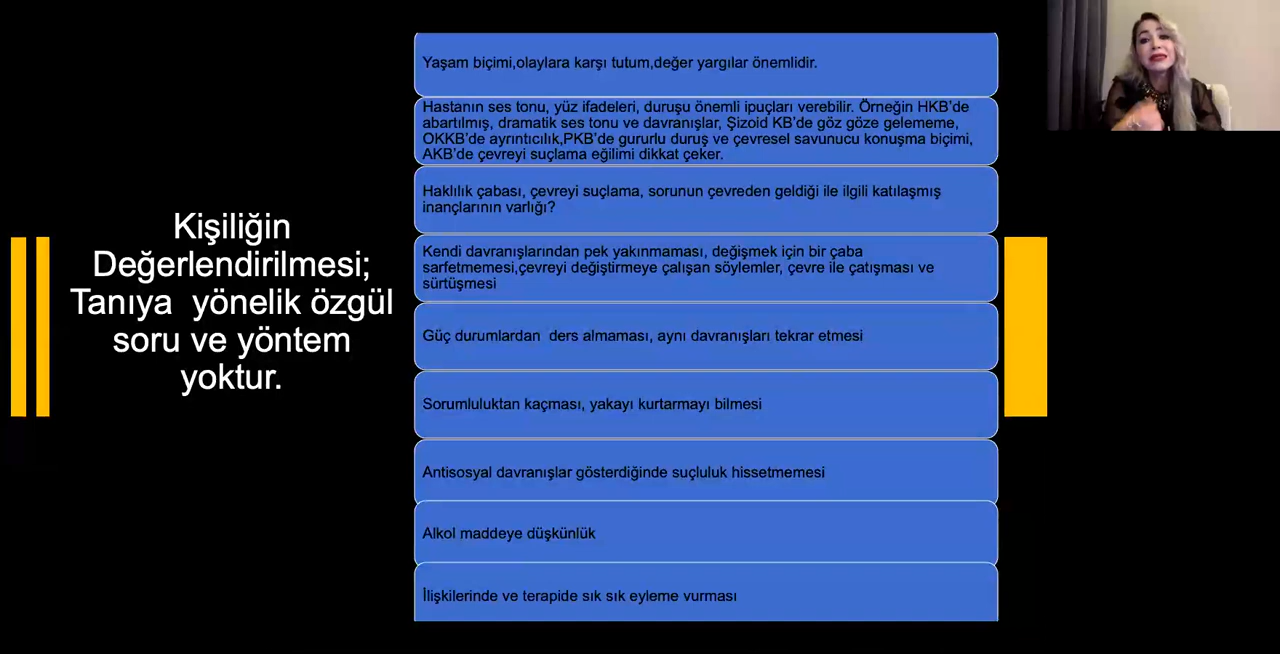 Kişiliğin
Değerlendirilmesi;
Tanıya  yönelik özgül
soru ve yöntem
yoktur.
Yaşam biçimi,olaylara karşı tutum,değer yargılar önemlidir.
Hastanın ses tonu, yüz ifadeleri, duruşu önemli ipuçları verebilir. Örneğin HKB’de
abartılmış, dramatik ses tonu ve davranışlar, Şizoid KB’de göz göze gelememe,
OKKB’de ayrıntıcılık,PKB’de gururlu duruş ve çevresel savunucu konuşma biçimi,
AKB’de çevreyi suçlama eğilimi dikkat çeker.
Haklılık çabası, çevreyi suçlama, sorunun çevreden geldiği ile ilgili katılaşmış
inançlarının varlığı?
Kendi davranışlarından pek yakınmaması, değişmek için bir çaba
sarfetmemesi,çevreyi değiştirmeye çalışan söylemler, çevre ile çatışması ve
sürtüşmesi
Güç durumlardan  ders almaması, aynı davranışları tekrar etmesi
Sorumluluktan kaçması, yakayı kurtarmayı bilmesi
Antisosyal davranışlar gösterdiğinde suçluluk hissetmemesi
Alkol maddeye düşkünlük
İlişkilerinde ve terapide sık sık eyleme vurması